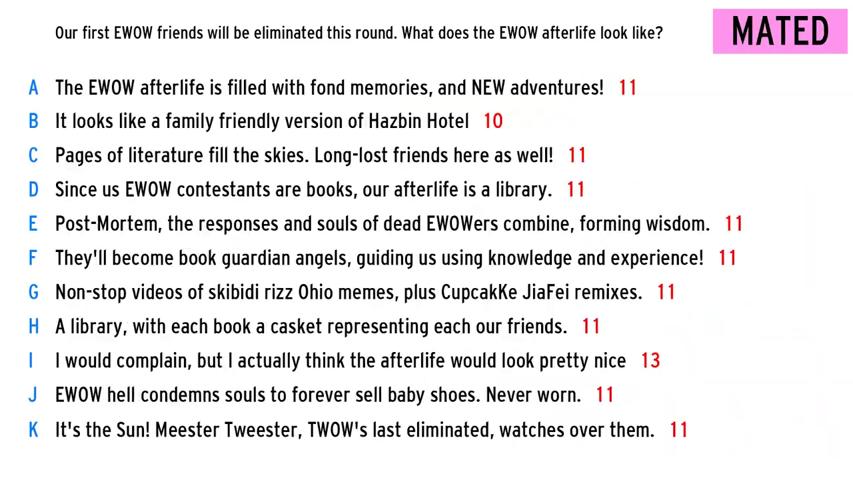 Our first EWOW friends will be eliminated this round. What does the EWOW afterlife look like?
MATED
A The EWOW afterlife is filled with fond memories, and NEW adventures! 11
B It looks like a family friendly version of Hazbin Hotel 10
C Pages of literature fill the skies. Long-lost friends here as well! 11
D Since us EWOW contestants are books, our afterlife is a library. 11
E Post-Mortem, the responses and souls of dead EWOWers combine, forming wisdom. 11
F They'll become book guardian angels, guiding us using knowledge and experience! 11
G Non-stop videos of skibidi rizz Ohio memes, plus CupcakKe JiaFei remixes. 11
H A library, with each book a casket representing each our friends. 11
I I would complain, but I actually think the afterlife would look pretty nice 13
J EWOW hell condemns souls to forever sell baby shoes. Never worn. 11
K It's the Sun! Meester Tweester, TWOW's last eliminated, watches over them. 11